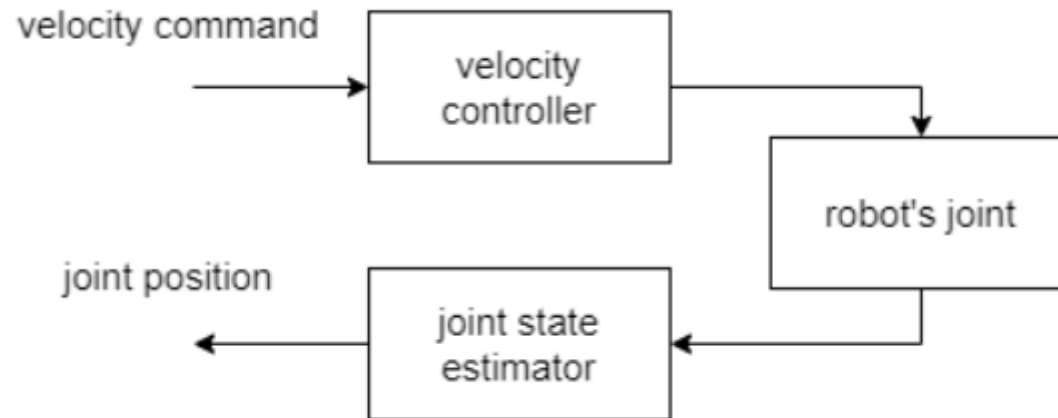 velocity command
velocity
controller
robot's joint
joint position
joint state
estimator